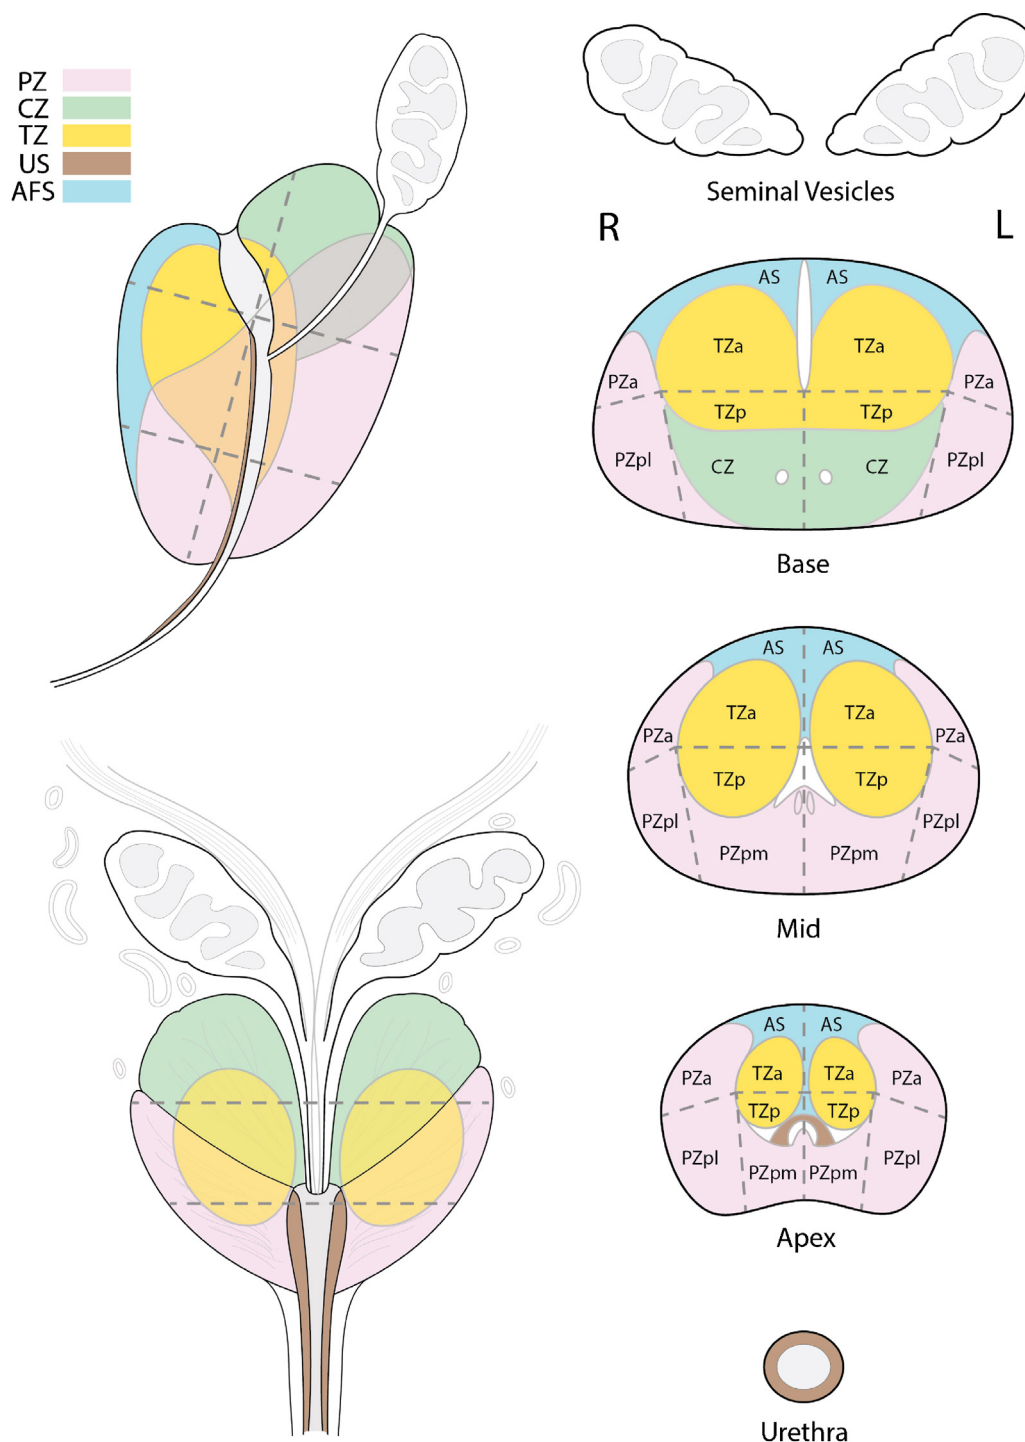 PZ
CZ
TZ
US
AFS
Seminal Vesicles
R L
AS AS
TZa TZa
PZa PZa
TZp TZp
PZpl CZ CZ PZpl
Base
AS AS
TZa TZa
PZa PZa
TZp TZp
PZpl PZpl
PZpm PZpm
Mid
AS AS
PZa TZa TZa PZa
TZp TZp
PZpl PZpl
PZpm PZpm
Apex
Urethra